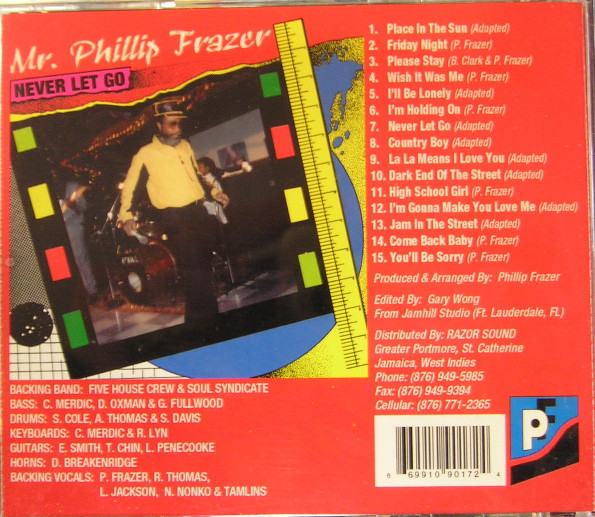 Mr. Phillip Frazer
NEVER LET GO
1. Place In The Sun (Adapted)
2. Friday Night (P. Frazer)
3. Please Stay (B. Clark & P. Frazer)
4. Wish It Was Me (P. Frazer)
5. I'll Be Lonely (Adapted)
6. I'm Holding On (P. Frazer)
7. Never Let Go (Adapted)
8. Country Boy (Adapted)
9. La La Means I Love You (Adapted)
10. Dark End Of The Street (Adapted)
11. High School Girl (P. Frazer)
12. I'm Gonna Make You Love Me (Adapted)
13. Jam In The Street (Adapted)
14. Come Back Baby (P. Frazer)
15. You'll Be Sorry (P. Frazer)
Produced & Arranged By: Phillip Frazer
Edited By: Gary Wong
From Jamhill Studio (Ft. Lauderdale, FL)
Distributed By: RAZOR SOUND
Greater Portmore, St. Catherine
Jamaica, West Indies
Phone: (876) 949-5985
Fax: (876) 949-9394
Cellular: (876) 771-2365
BACKING BAND: FIVE HOUSE CREW & SOUL SYNDICATE
BASS: C. MERDIC, D. OXMAN & G. FULLWOOD
DRUMS: S. COLE, A. THOMAS & S. DAVIS
KEYBOARDS: C. MERDIC & R. LYN
GUITARS: E. SMITH, T. CHIN, L. PENECOOKE
HORNS: D. BREAKENRIDGE
BACKING VOCALS: P. FRAZER, R. THOMAS,
L. JACKSON, N. NONKO & TAMLINS
6 69910 90172 4
PF